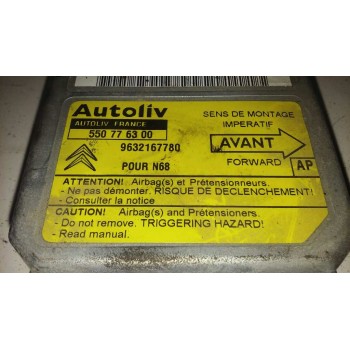 Autoliv
AUTOLIV FRANCE
550 77 63 00
9632167780
POUR N68
SENS DE MONTAGE
IMPERATIF
AVANT
FORWARD
AP
ATTENTION! Airbag(s) et Prétensionneurs.
- Ne pas démonter. RISQUE DE DECLENCHEMENT!
- Consulter la notice
CAUTION! Airbag(s) and Pretensioners.
- Do not remove. TRIGGERING HAZARD!
- Read manual.